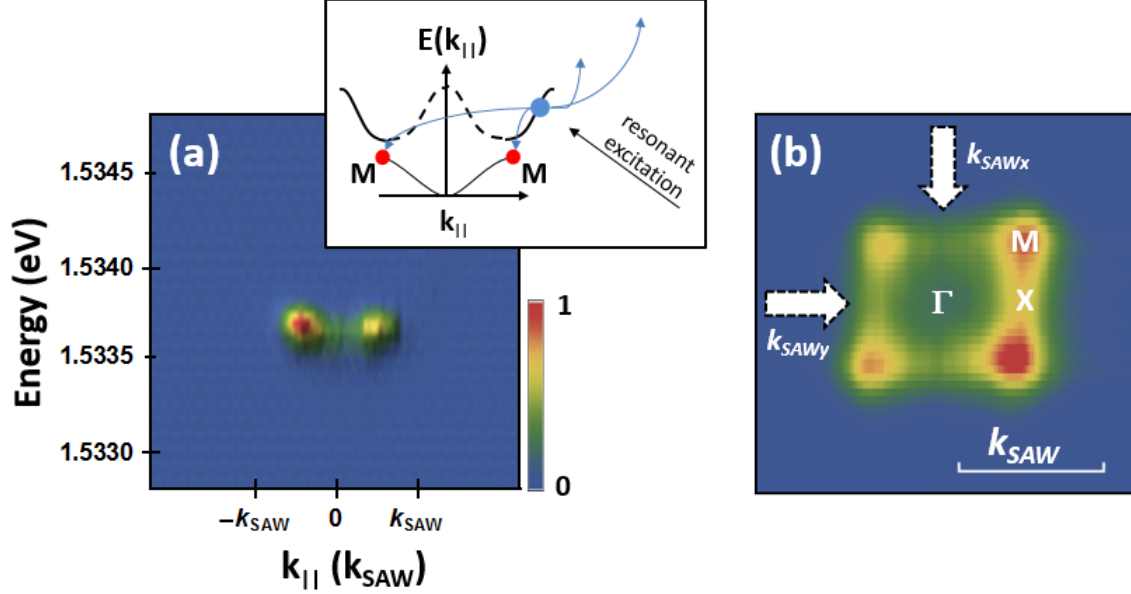 E(k||)
M M
k||
resonant
excitation
(a)
1.5345
1.5340
1.5335
1.5330
Energy (eV)
1
0
−kSAW 0 kSAW
k|| (kSAW)
(b)
kSAWx
M
Γ X
kSAWy
kSAW